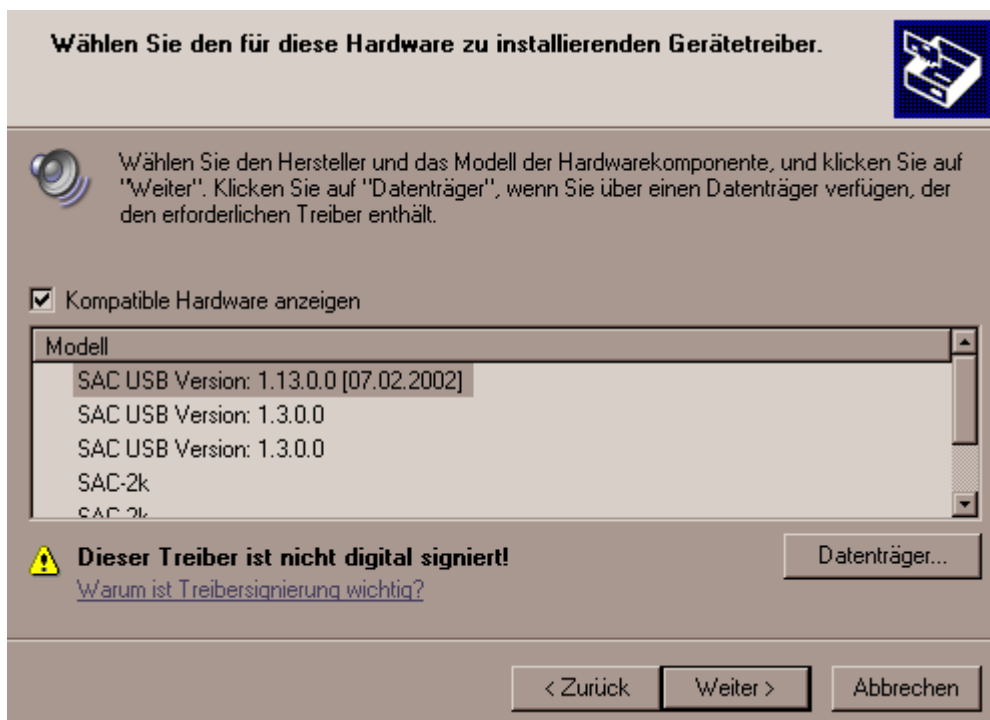 Wählen Sie den für diese Hardware zu installierenden Gerätetreiber.
Wählen Sie den Hersteller und das Modell der Hardwarekomponente, und klicken Sie auf
"Weiter". Klicken Sie auf "Datenträger", wenn Sie über einen Datenträger verfügen, der
den erforderlichen Treiber enthält.
Kompatible Hardware anzeigen
Modell
SAC USB Version: 1.13.0.0 [07.02.2002]
SAC USB Version: 1.3.0.0
SAC USB Version: 1.3.0.0
SAC-2k
SAC-2k
Dieser Treiber ist nicht digital signiert!
Datenträger...
Warum ist Treibersignierung wichtig?
< Zurück
Weiter >
Abbrechen